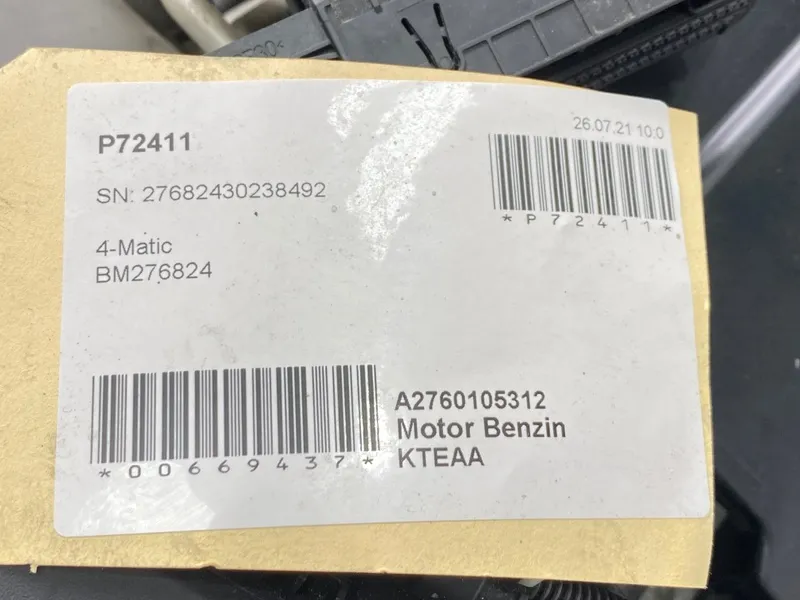 P72411
26.07.21 10:0
SN: 27682430238492
*P72411*
4-Matic
BM276824
A2760105312
Motor Benzin
KTEAA
*00669437*